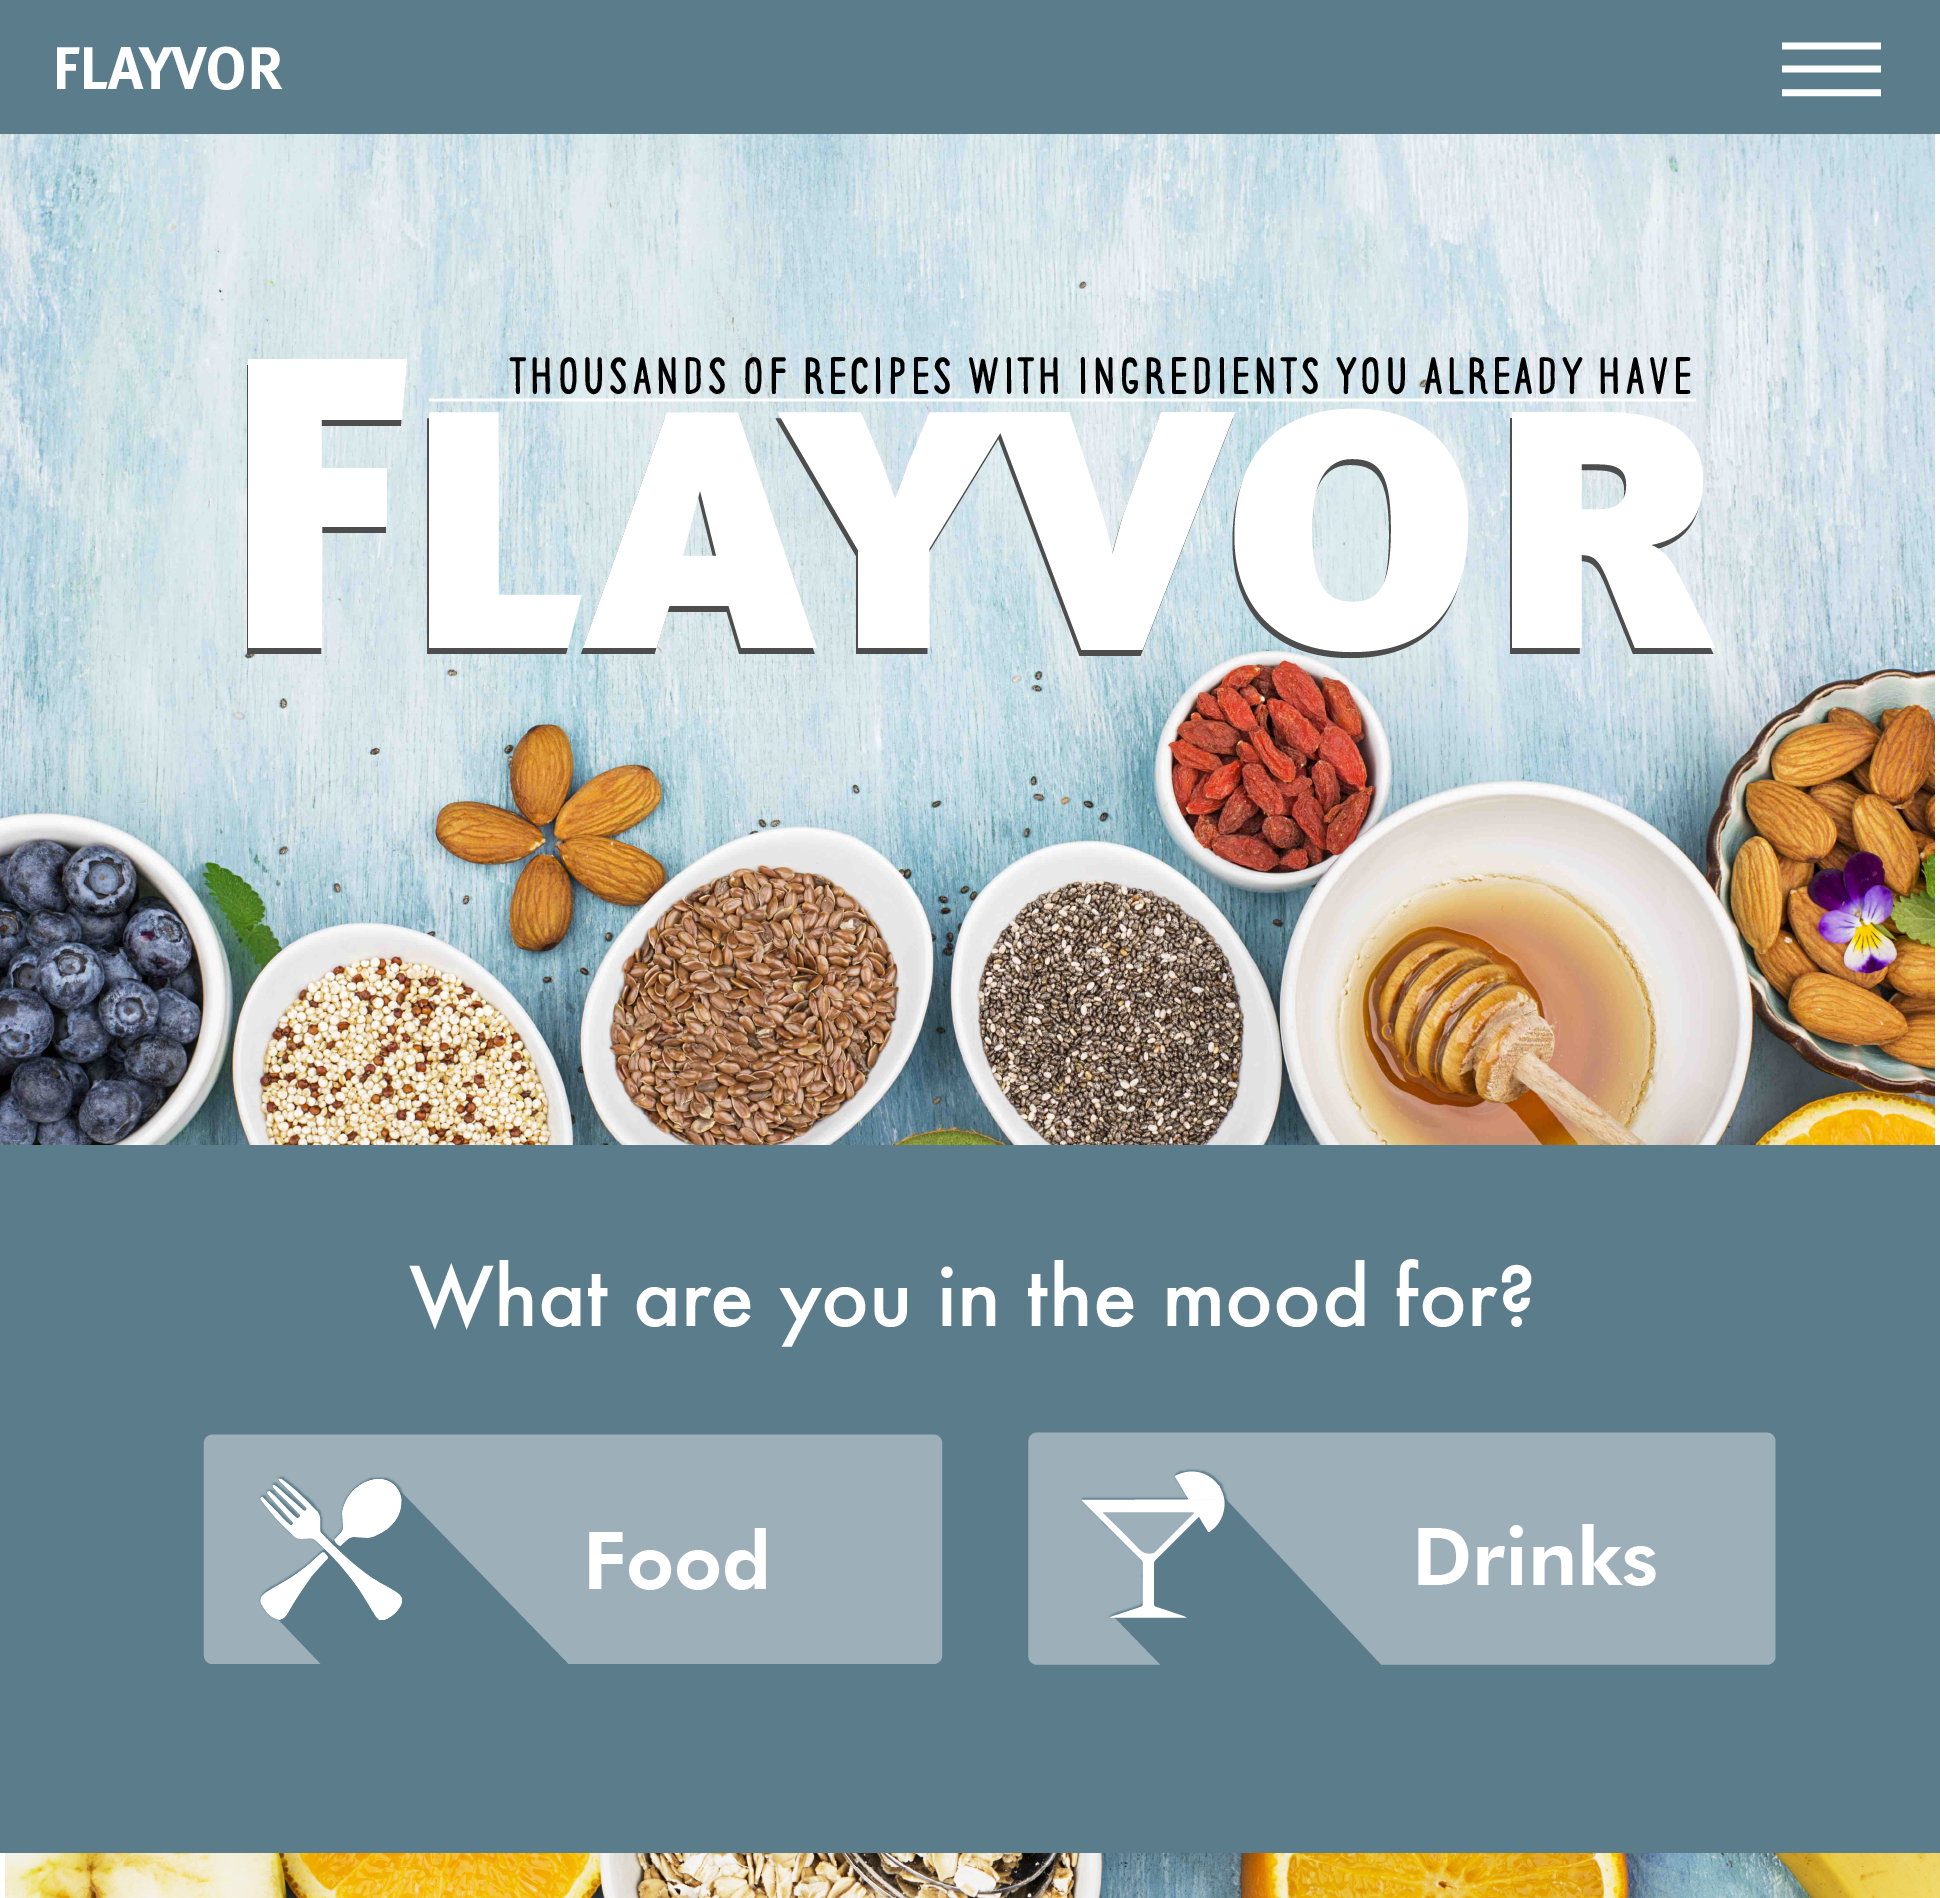 FLAYVOR
THOUSANDS OF RECIPES WITH INGREDIENTS YOU ALREADY HAVE
FLAYVOR
What are you in the mood for?
Food
Drinks